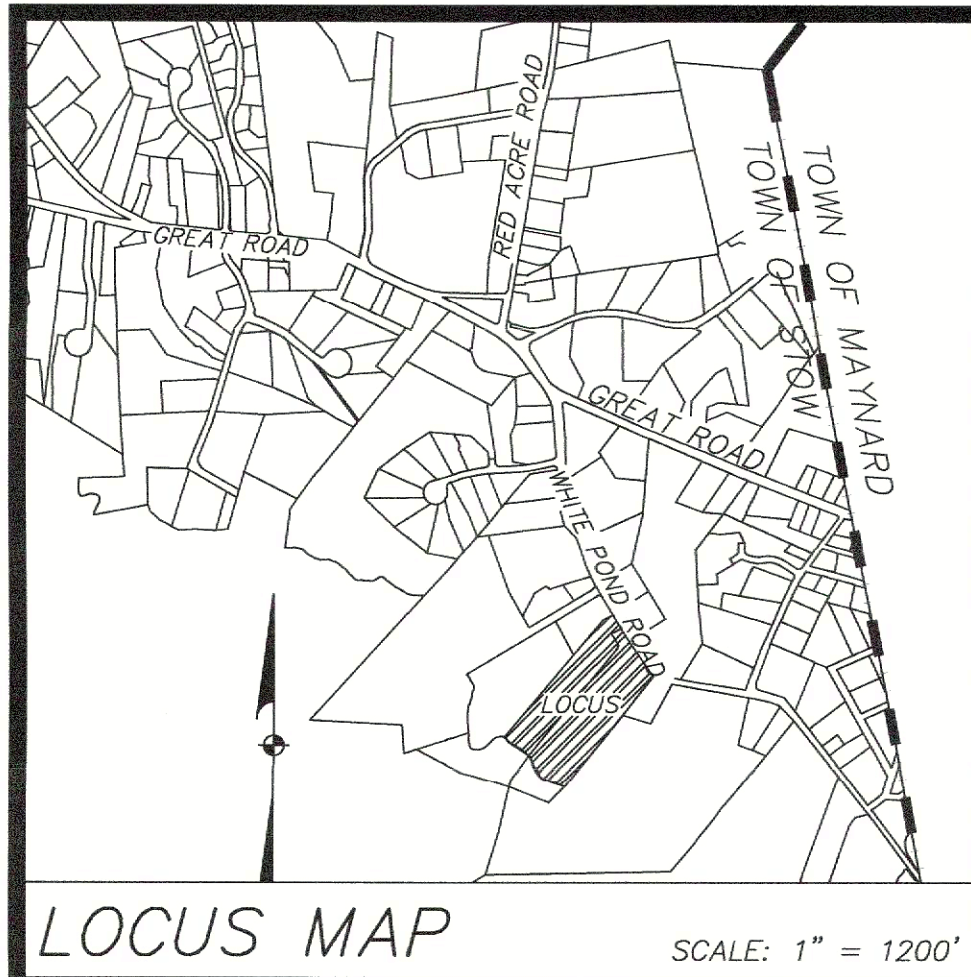 RED ACRE ROAD
TOWN OF MAYNARD
TOWN OF STOW
GREAT ROAD
GREAT ROAD
WHITE POND ROAD
LOCUS
LOCUS MAP
SCALE: 1" = 1200'